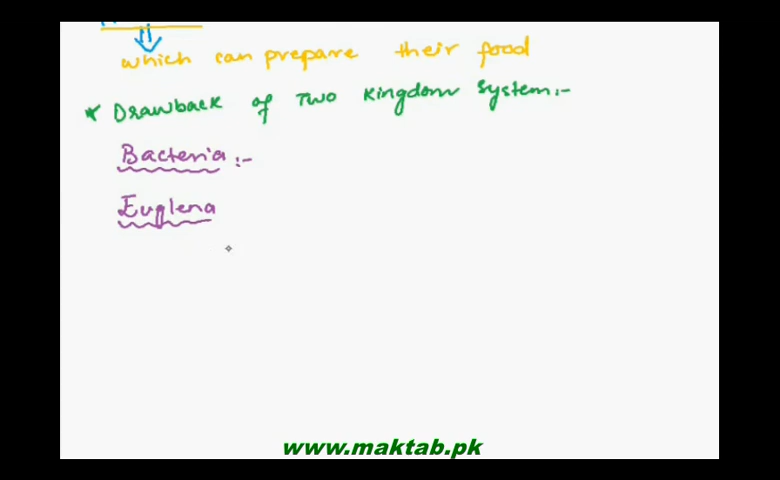 which can prepare their food
* Drawback of Two Kingdom System:-
Bacteria :-
Euglena
www.maktab.pk